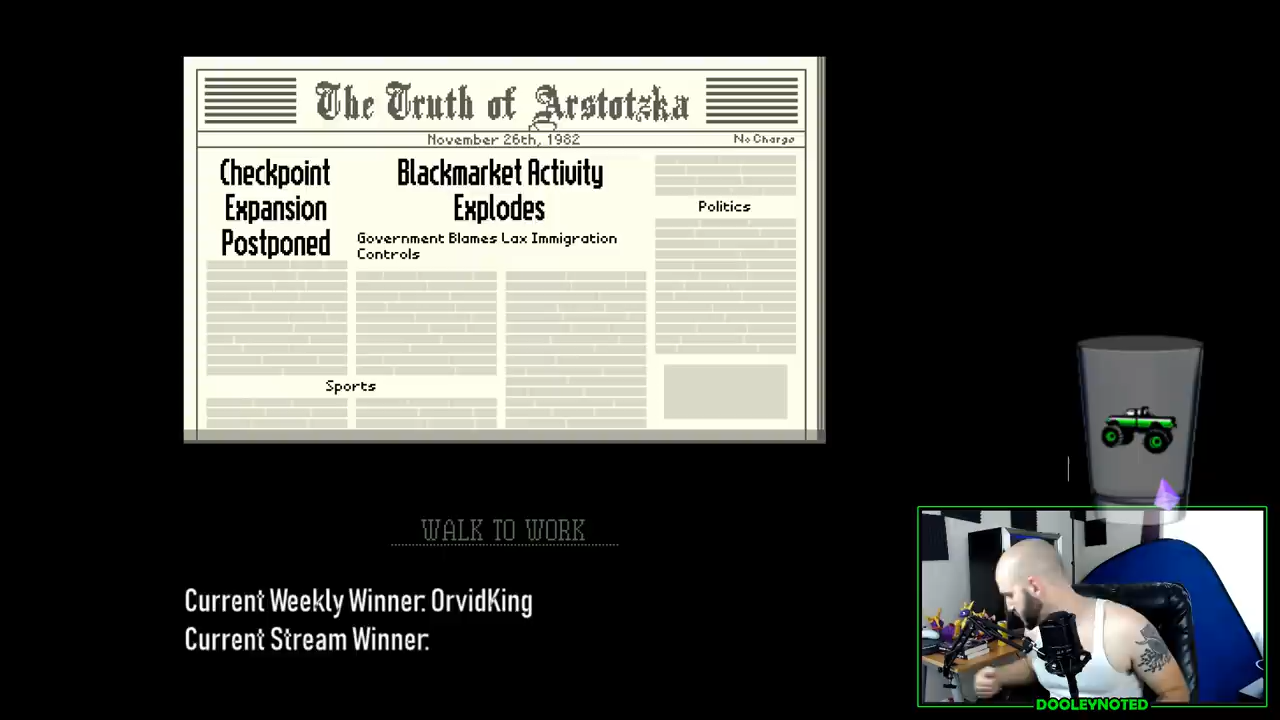 The Truth of Arstotzka
November 26th, 1982
No Charge
Checkpoint
Expansion
Postponed
Blackmarket Activity
Explodes
Government Blames Lax Immigration
Controls
Politics
Sports
WALK TO WORK
Current Weekly Winner: OrvidKing
Current Stream Winner:
DOOLEYNOTED